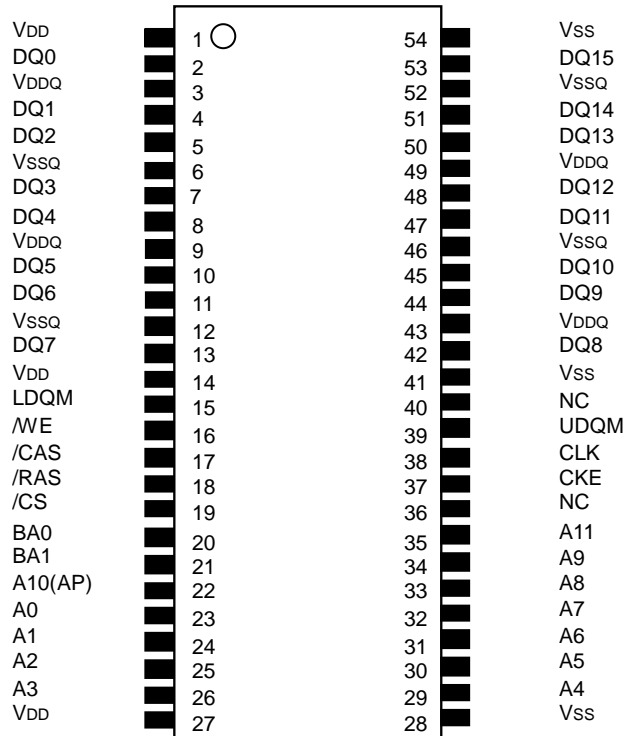 VDD 1 54 VSS
DQ0 2 53 DQ15
VDDQ 3 52 VSSQ
DQ1 4 51 DQ14
DQ2 5 50 DQ13
VSSQ 6 49 VDDQ
DQ3 7 48 DQ12
DQ4 8 47 DQ11
VDDQ 9 46 VSSQ
DQ5 10 45 DQ10
DQ6 11 44 DQ9
VSSQ 12 43 VDDQ
DQ7 13 42 DQ8
VDD 14 41 VSS
LDQM 15 40 NC
/WE 16 39 UDQM
/CAS 17 38 CLK
/RAS 18 37 CKE
/CS 19 36 NC
BA0 20 35 A11
BA1 21 34 A9
A10(AP) 22 33 A8
A0 23 32 A7
A1 24 31 A6
A2 25 30 A5
A3 26 29 A4
VDD 27 28 VSS